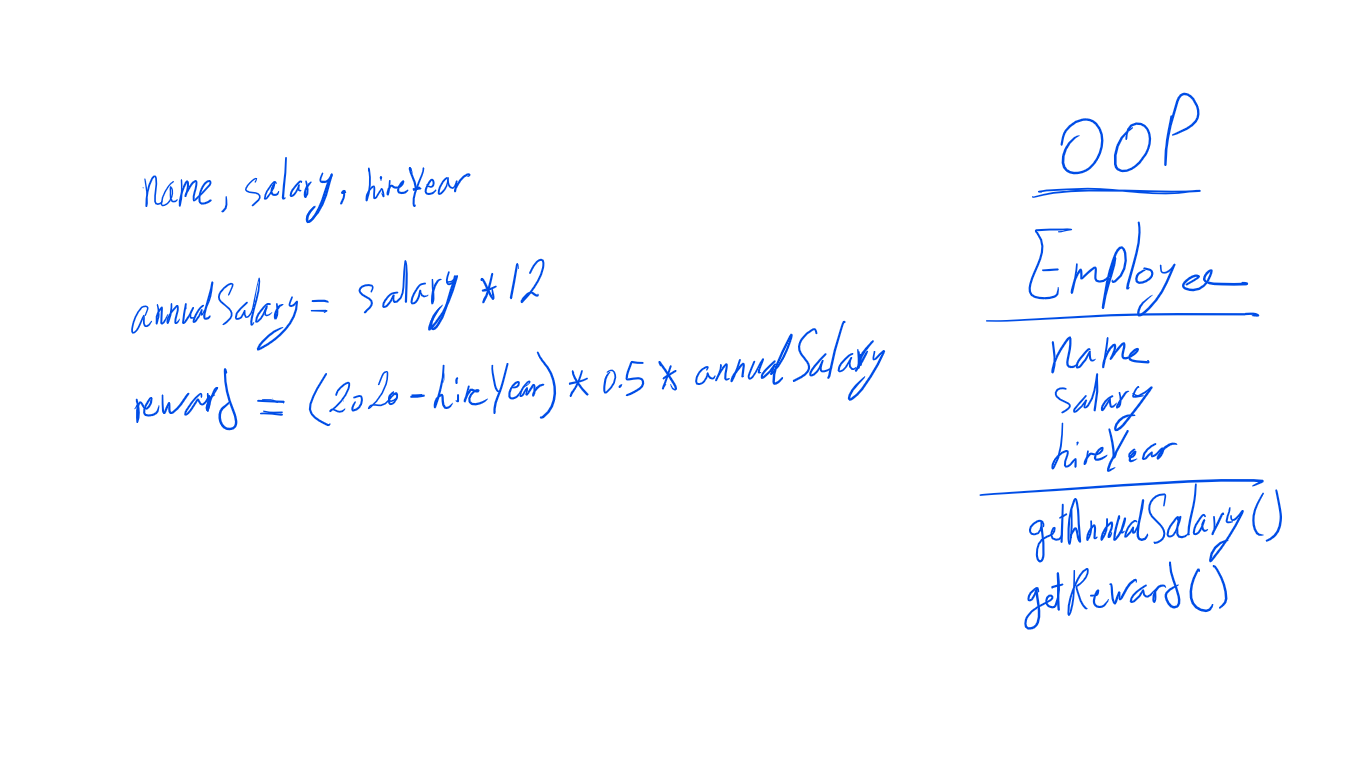 name, salary, hireYear
annualSalary = salary * 12
reward = (2020 - hireYear) * 0.5 * annualSalary
OOP
Employee
name
salary
hireYear
getAnnualSalary()
getReward()